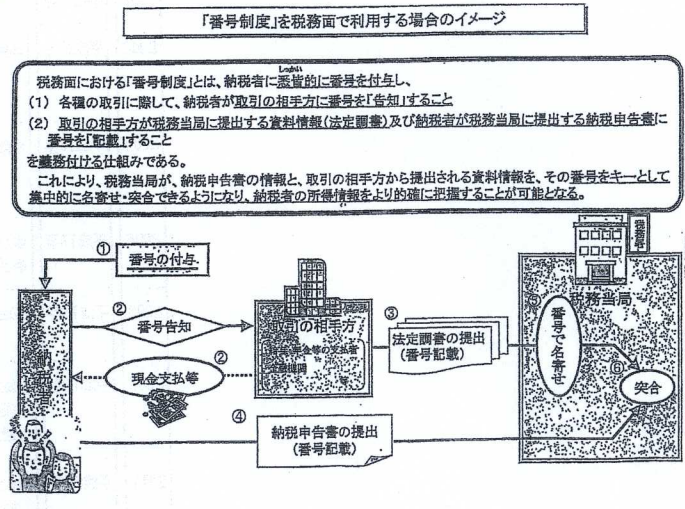 「番号制度」を税務面で利用する場合のイメージ
しっかい
税務面における「番号制度」とは、納税者に悉皆的に番号を付与し、
(1) 各種の取引に際して、納税者が取引の相手方に番号を『告知』すること
(2) 取引の相手方が税務当局に提出する資料情報(法定調書)及び納税者が税務当局に提出する納税申告書に
番号を『記載』すること
を義務付ける仕組みである。
これにより、税務当局が、納税申告書の情報と、取引の相手方から提出される資料情報を、その番号をキーとして
集中的に名寄せ・突合できるようになり、納税者の所得情報をより的確に把握することが可能となる。
税務署
①
番号の付与
税務当局
納税者
②
番号告知
取引の相手方
金融機関
③
法定調書の提出
(番号記載)
⑤
番号で名寄せ
②
現金支払等
⑥
突合
④
納税申告書の提出
(番号記載)